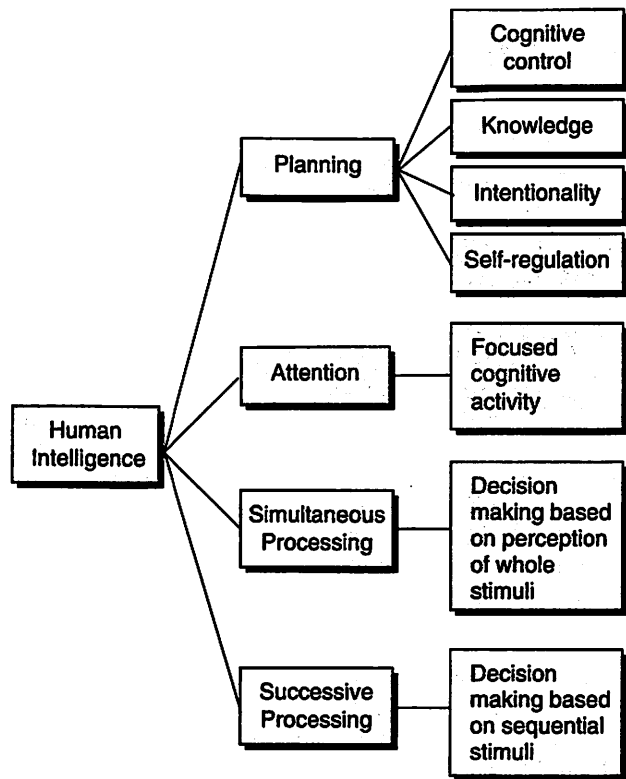 Human
Intelligence
Planning
Cognitive
control
Knowledge
Intentionality
Self-regulation
Attention
Focused
cognitive
activity
Simultaneous
Processing
Decision
making based
on perception
of whole
stimuli
Successive
Processing
Decision
making based
on sequential
stimuli